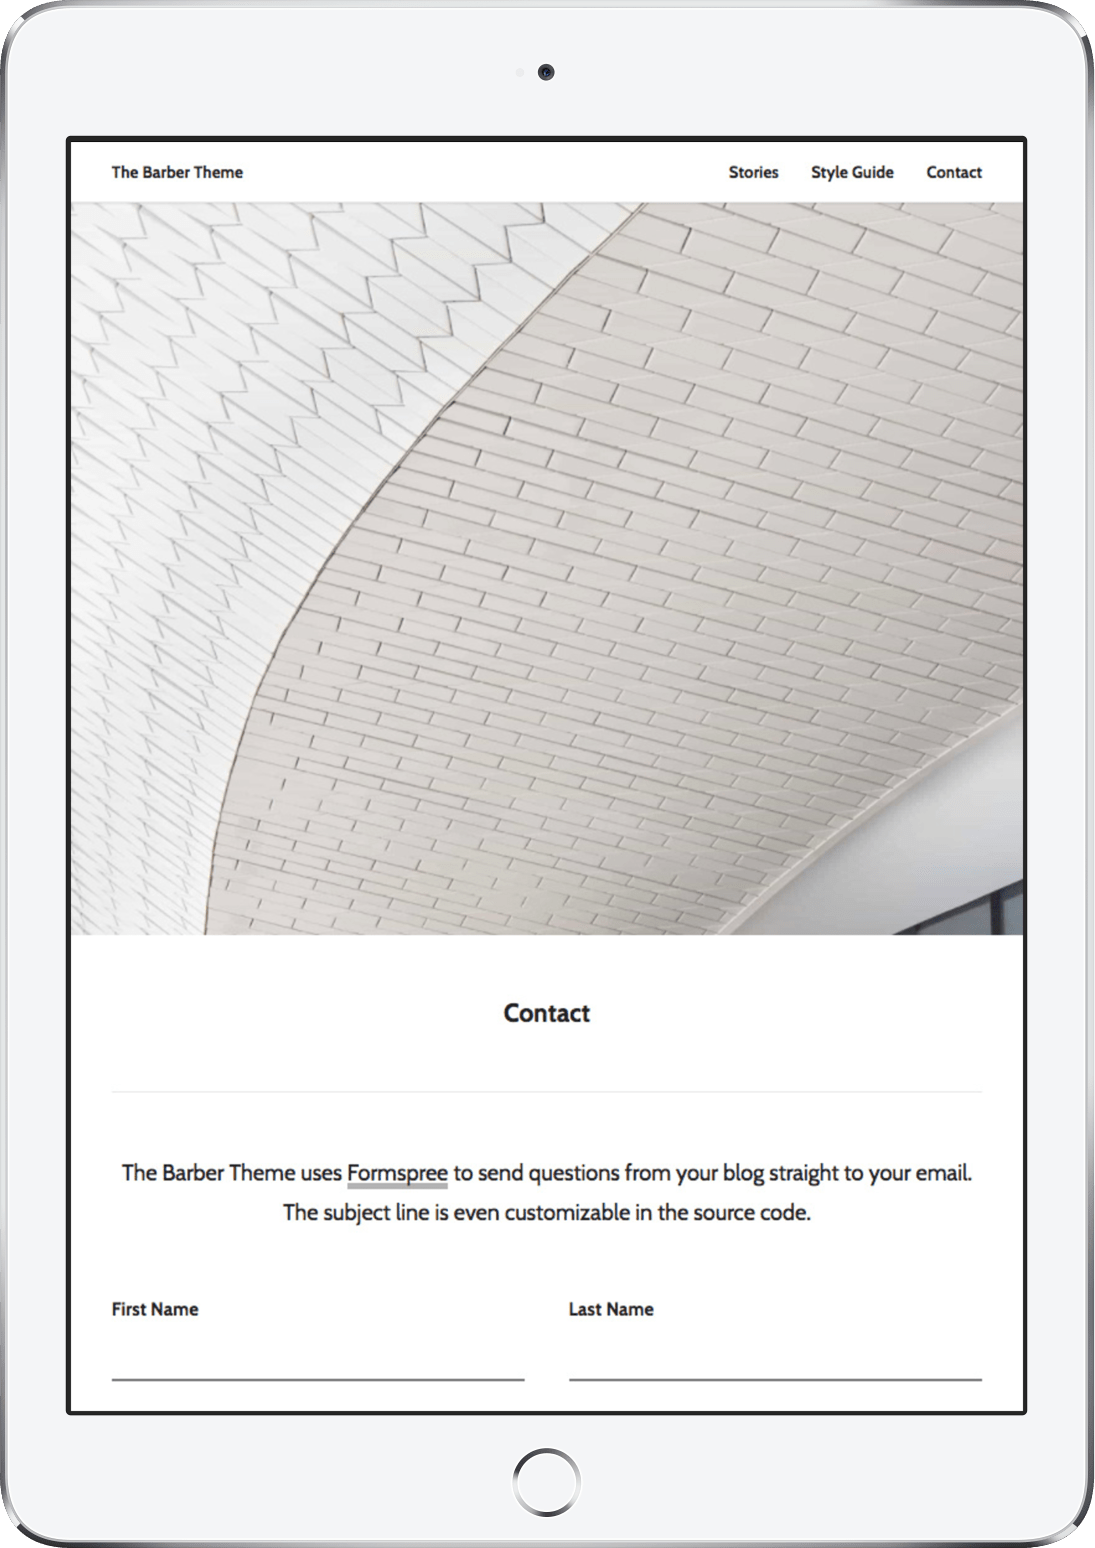 The Barber Theme
Stories Style Guide Contact
Contact
The Barber Theme uses Formspree to send questions from your blog straight to your email.
The subject line is even customizable in the source code.
First Name Last Name